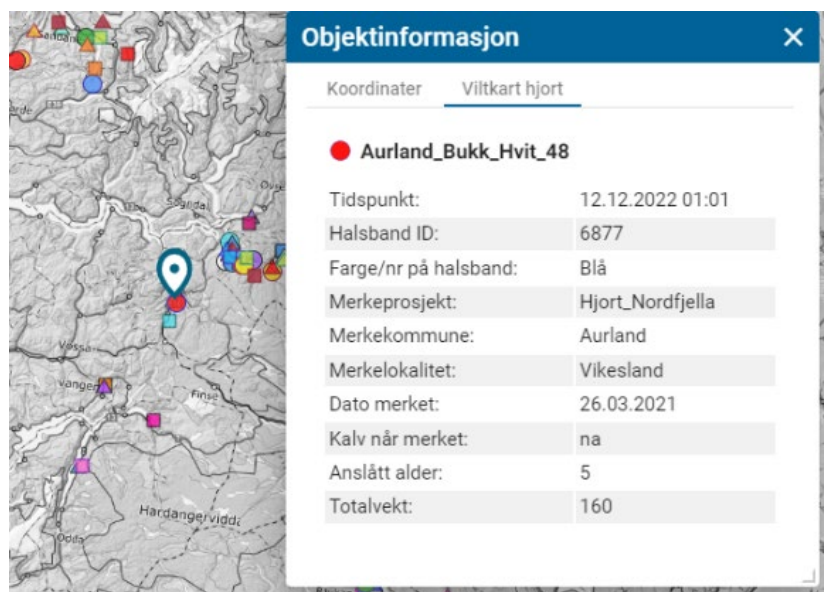 Objektinformasjon
Koordinater Viltkart hjort
Aurland_Bukk_Hvit_48
Tidspunkt: 12.12.2022 01:01
Halsband ID: 6877
Farge/nr på halsband: Blå
Merkeprosjekt: Hjort_Nordfjella
Merkekommune: Aurland
Merkelokalitet: Vikesland
Dato merket: 26.03.2021
Kalv når merket: na
Anslått alder: 5
Totalvekt: 160
Sogndal
Vossa
Vangen
Finse
Hardangervidda
Odda